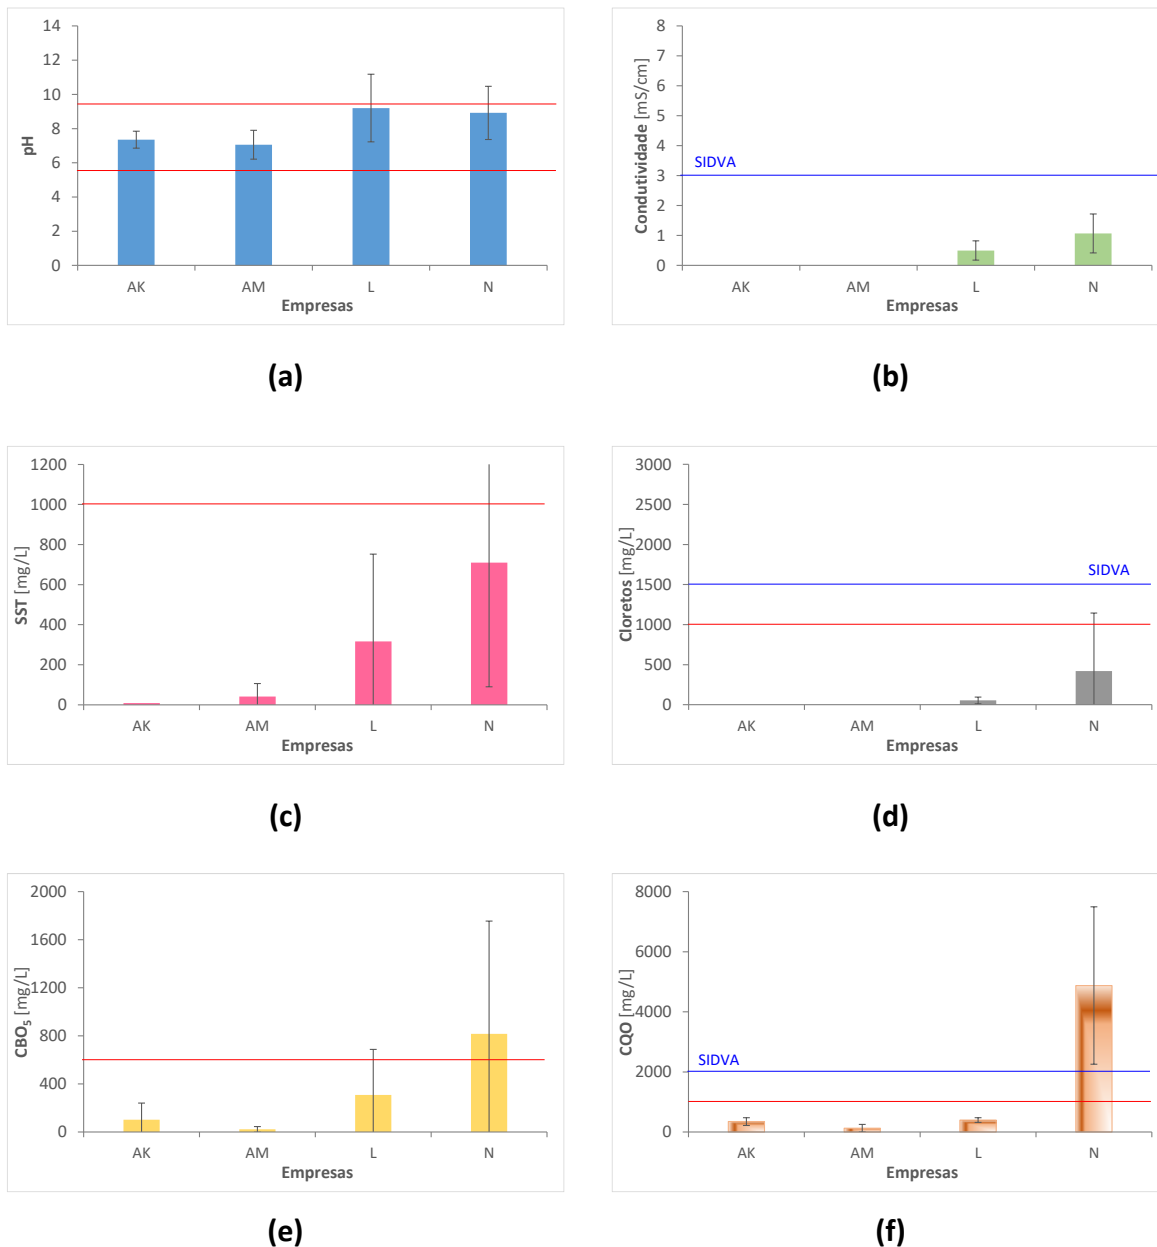 14
12
10
8
6
4
2
0
pH
AK AM L N
Empresas
(a)
8
7
6
5
4
3
2
1
0
Condutividade [mS/cm]
SIDVA
AK AM L N
Empresas
(b)
1200
1000
800
600
400
200
0
SST [mg/L]
AK AM L N
Empresas
(c)
3000
2500
2000
1500
1000
500
0
Cloretos [mg/L]
SIDVA
AK AM L N
Empresas
(d)
2000
1600
1200
800
400
0
CBO₅ [mg/L]
AK AM L N
Empresas
(e)
8000
6000
4000
2000
0
CQO [mg/L]
SIDVA
AK AM L N
Empresas
(f)